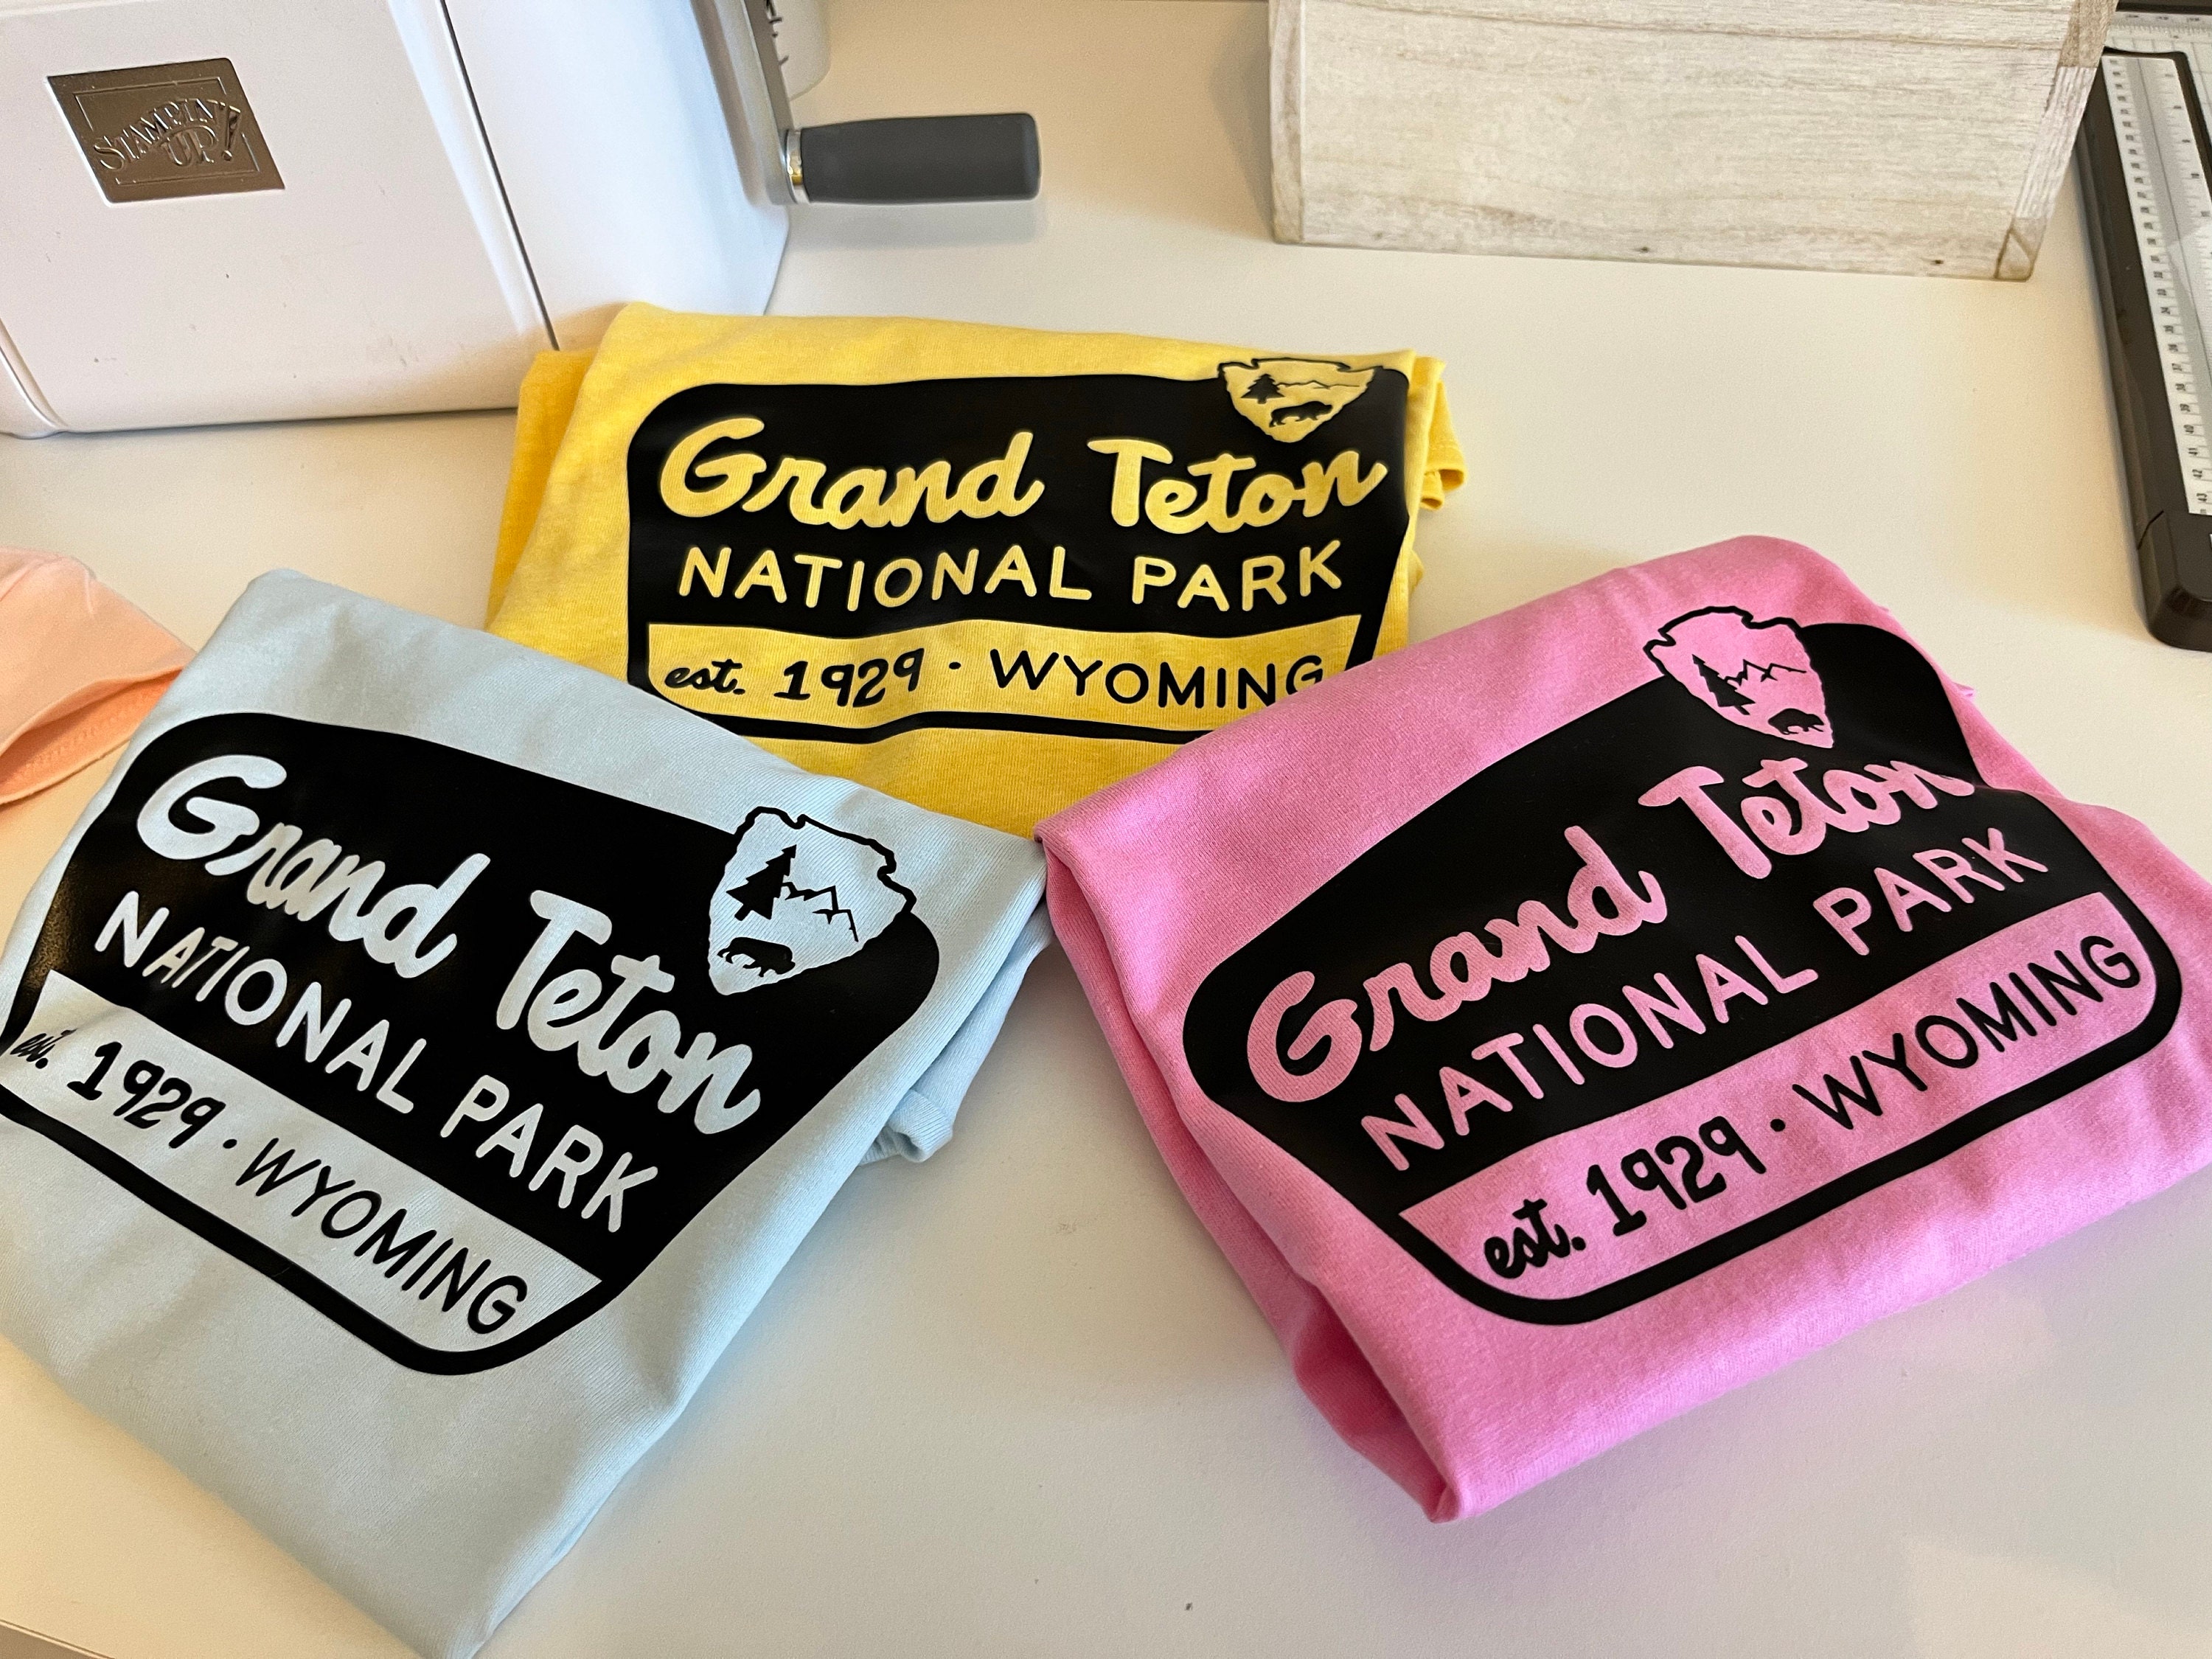 STAMPIN'
UP!
Grand Teton
NATIONAL PARK
est. 1929 · WYOMING
Grand Teton
NATIONAL PARK
est. 1929 · WYOMING
Grand Teton
NATIONAL PARK
est. 1929 · WYOMING